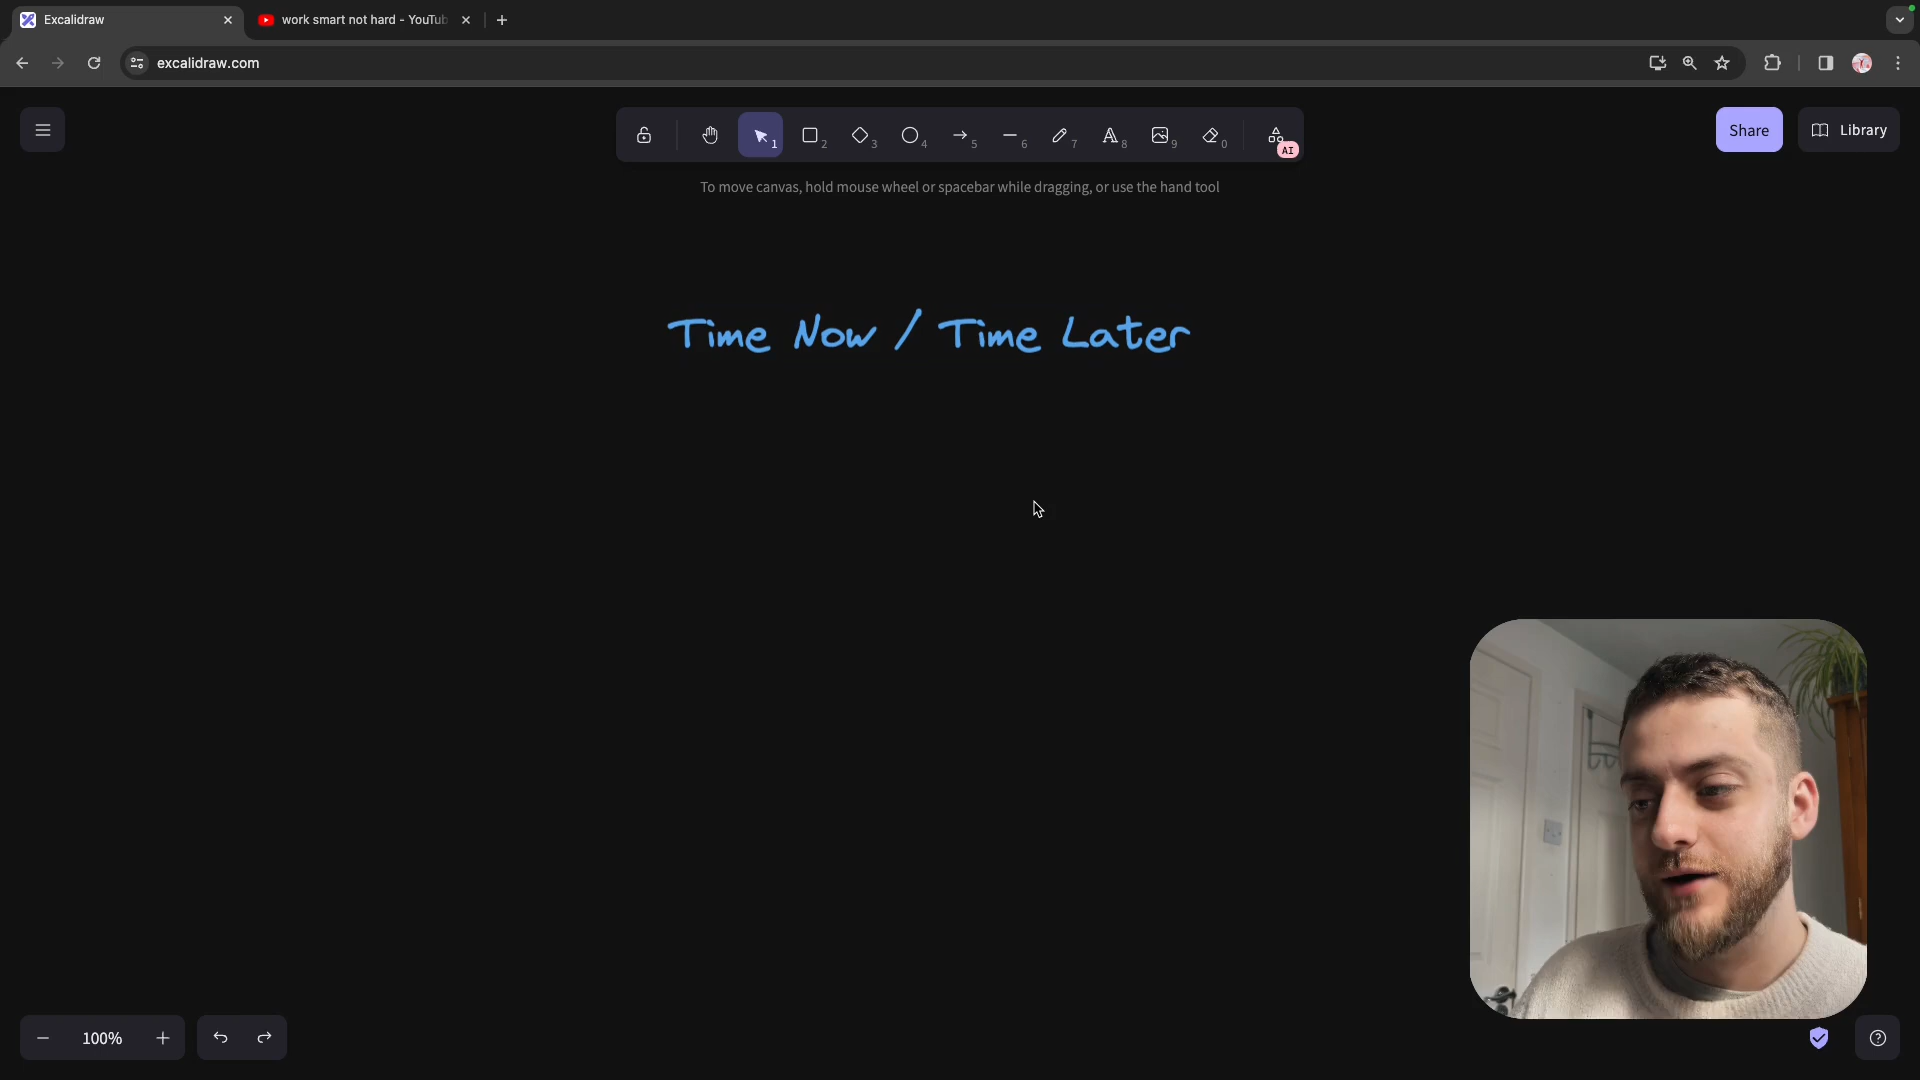 Excalidraw
work smart not hard - YouTub
excalidraw.com
1 2 3 4 5 6 7 8 9 0 AI
Share
Library
To move canvas, hold mouse wheel or spacebar while dragging, or use the hand tool
Time Now / Time Later
100%